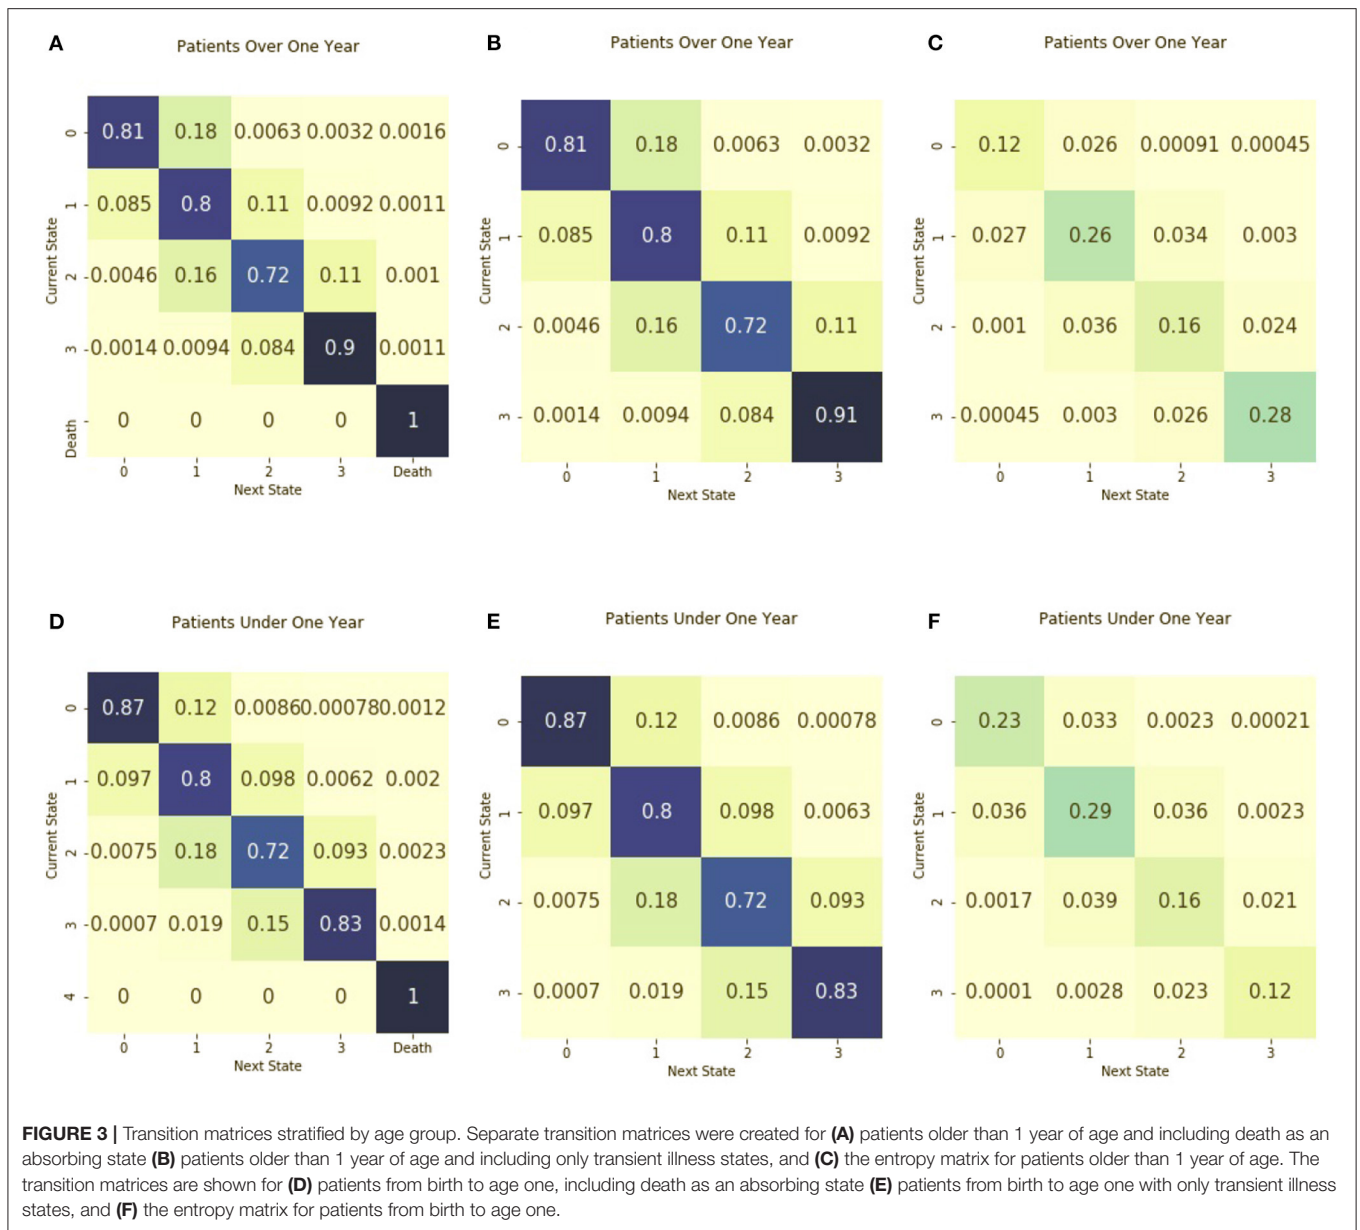 A
Patients Over One Year
B
Patients Over One Year
C
Patients Over One Year
Current State
0 0.81 0.18 0.0063 0.0032 0.0016
1 0.085 0.8 0.11 0.0092 0.0011
2 0.0046 0.16 0.72 0.11 0.001
3 0.0014 0.0094 0.084 0.9 0.0011
Death 0 0 0 0 1
0 1 2 3 Death
Next State
Current State
0 0.81 0.18 0.0063 0.0032
1 0.085 0.8 0.11 0.0092
2 0.0046 0.16 0.72 0.11
3 0.0014 0.0094 0.084 0.91
0 1 2 3
Next State
Current State
0 0.12 0.026 0.00091 0.00045
1 0.027 0.26 0.034 0.003
2 0.001 0.036 0.16 0.024
3 0.00045 0.003 0.026 0.28
0 1 2 3
Next State
D
Patients Under One Year
E
Patients Under One Year
F
Patients Under One Year
Current State
0 0.87 0.12 0.0086 0.00078 0.0012
1 0.097 0.8 0.098 0.0062 0.002
2 0.0075 0.18 0.72 0.093 0.0023
3 0.0007 0.019 0.15 0.83 0.0014
4 0 0 0 0 1
0 1 2 3 Death
Next State
Current State
0 0.87 0.12 0.0086 0.00078
1 0.097 0.8 0.098 0.0063
2 0.0075 0.18 0.72 0.093
3 0.0007 0.019 0.15 0.83
0 1 2 3
Next State
Current State
0 0.23 0.033 0.0023 0.00021
1 0.036 0.29 0.036 0.0023
2 0.0017 0.039 0.16 0.021
3 0.0001 0.0028 0.023 0.12
0 1 2 3
Next State
FIGURE 3 | Transition matrices stratified by age group. Separate transition matrices were created for (A) patients older than 1 year of age and including death as an
absorbing state (B) patients older than 1 year of age and including only transient illness states, and (C) the entropy matrix for patients older than 1 year of age. The
transition matrices are shown for (D) patients from birth to age one, including death as an absorbing state (E) patients from birth to age one with only transient illness
states, and (F) the entropy matrix for patients from birth to age one.